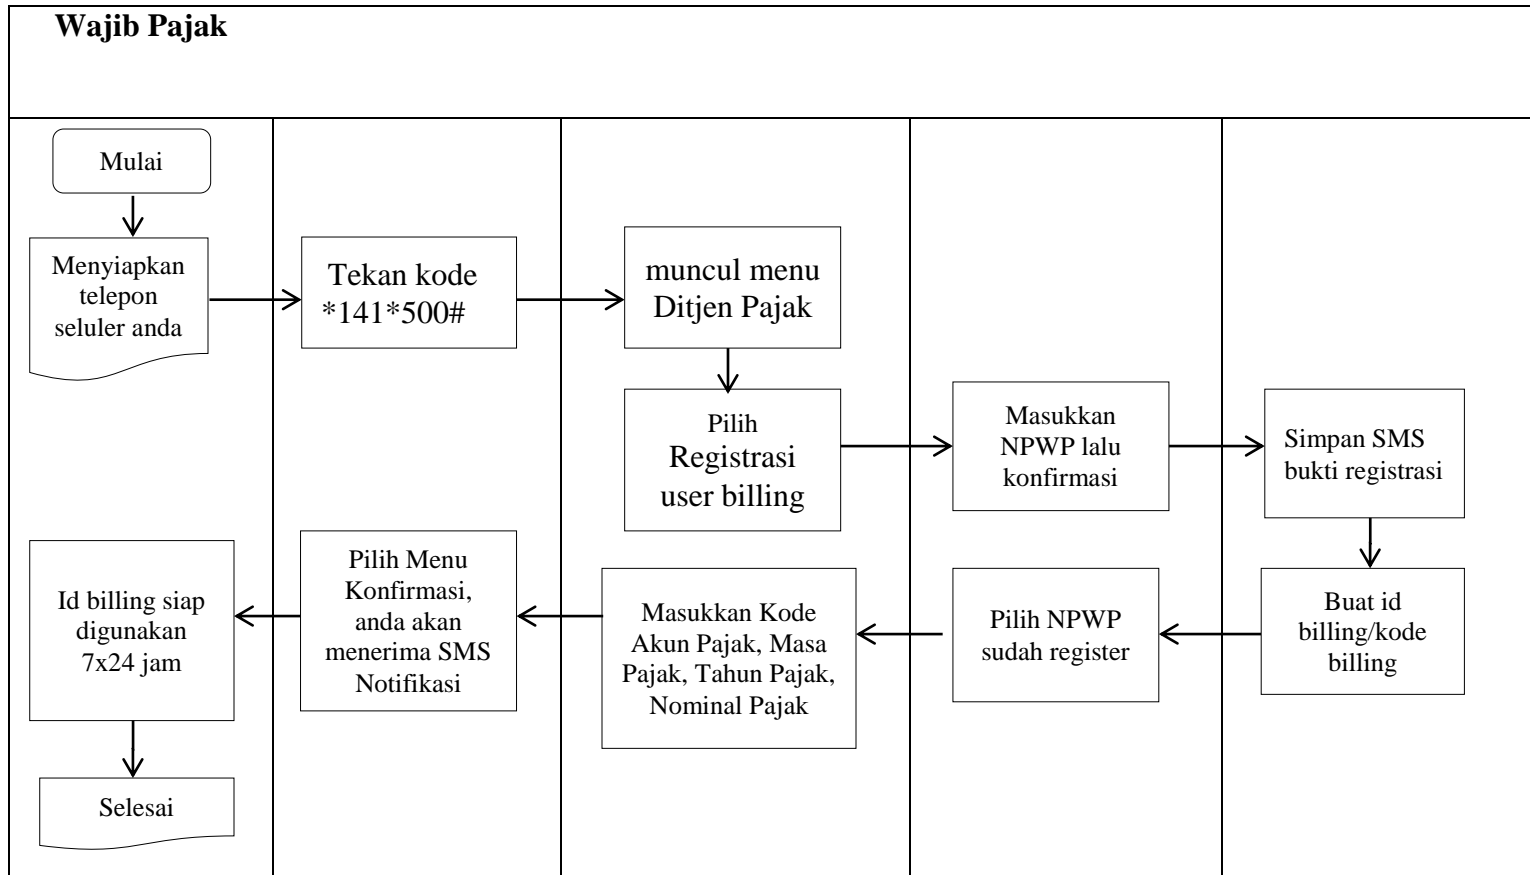 Wajib Pajak
Mulai
Menyiapkan
telepon
seluler anda
Tekan kode
*141*500#
muncul menu
Ditjen Pajak
Pilih
Registrasi
user billing
Masukkan
NPWP lalu
konfirmasi
Simpan SMS
bukti registrasi
Buat id
billing/kode
billing
Pilih NPWP
sudah register
Masukkan Kode
Akun Pajak, Masa
Pajak, Tahun Pajak,
Nominal Pajak
Pilih Menu
Konfirmasi,
anda akan
menerima SMS
Notifikasi
Id billing siap
digunakan
7x24 jam
Selesai